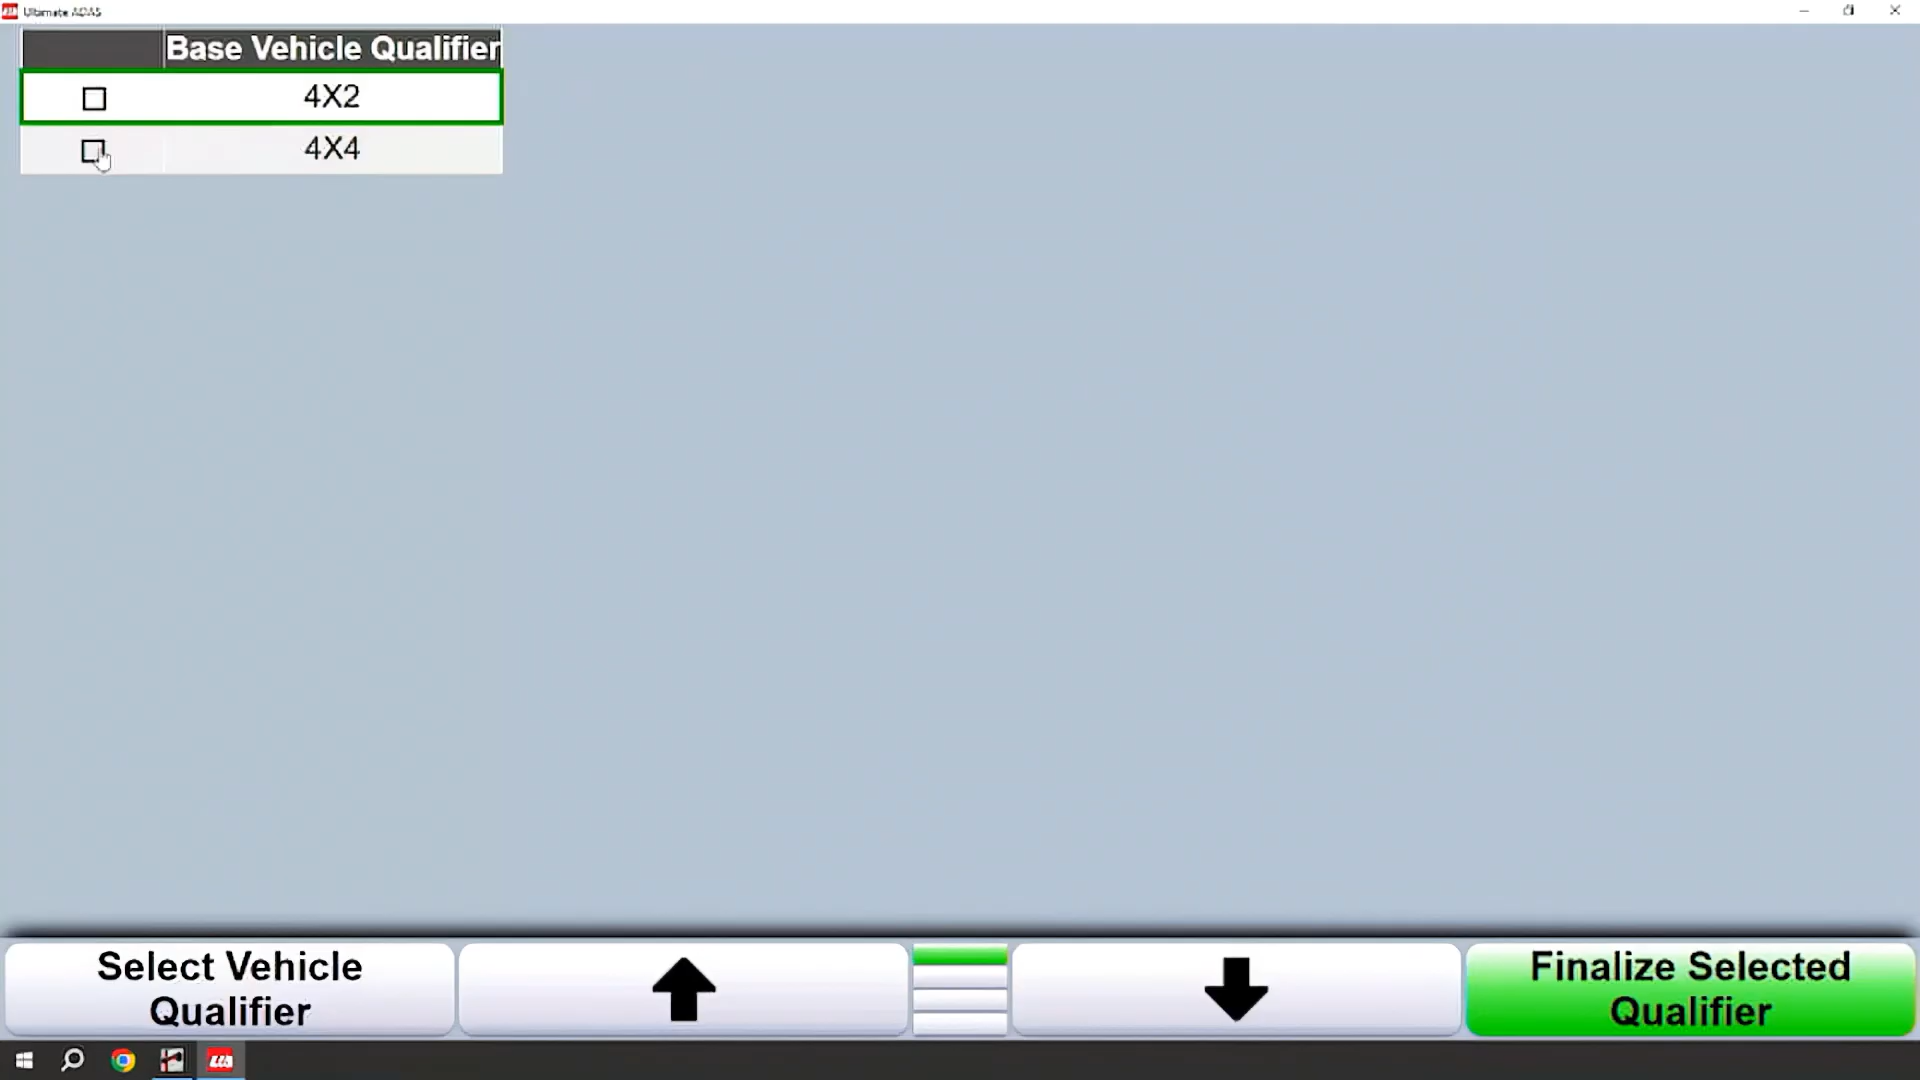 Ultimate ADAS
Base Vehicle Qualifier
4X2
4X4
Select Vehicle
Qualifier
Finalize Selected
Qualifier